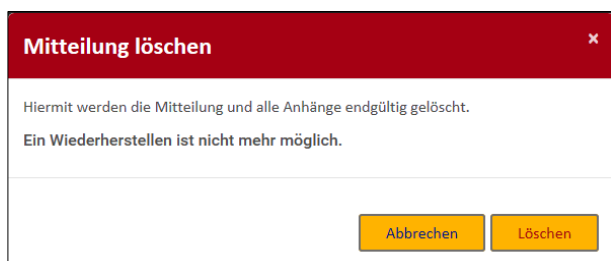 Mitteilung löschen ×
Hiermit werden die Mitteilung und alle Anhänge endgültig gelöscht.
Ein Wiederherstellen ist nicht mehr möglich.
Abbrechen Löschen